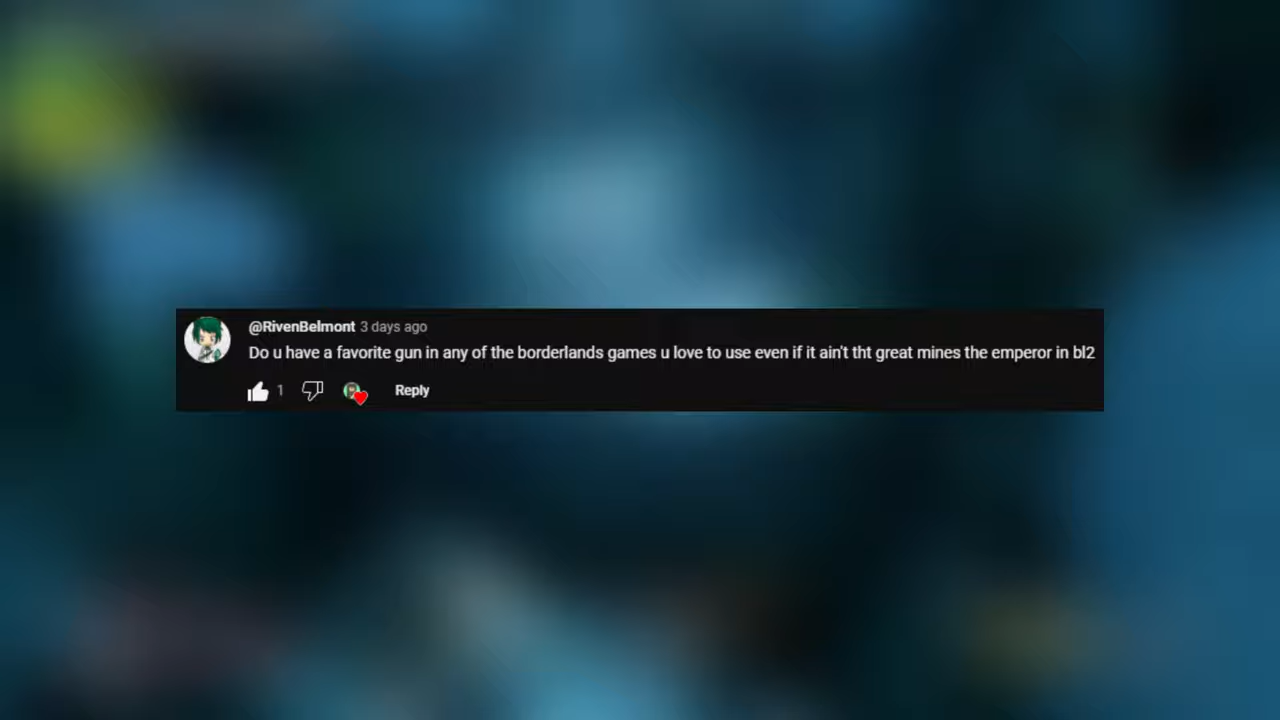 @RivenBelmont 3 days ago
Do u have a favorite gun in any of the borderlands games u love to use even if it ain't tht great mines the emperor in bl2
1 Reply